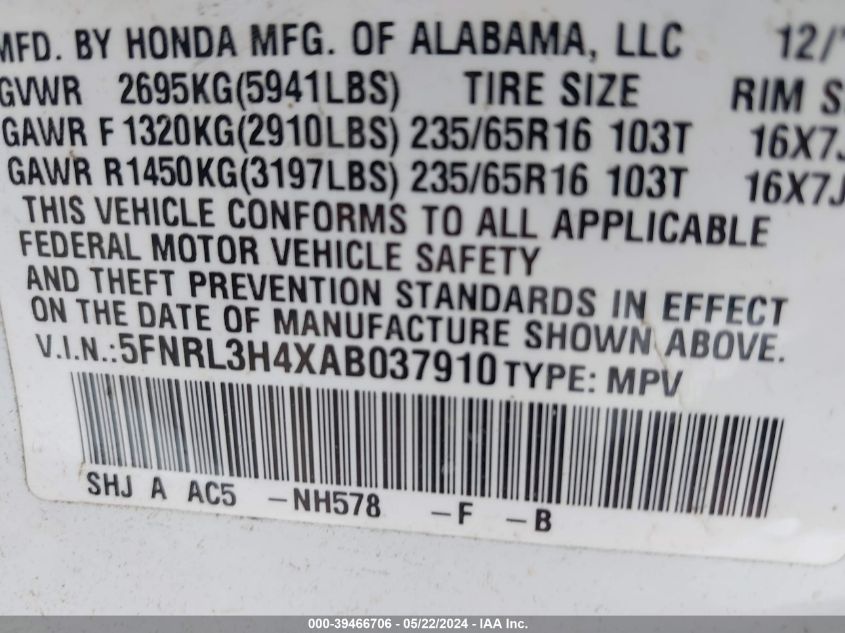 MFD. BY HONDA MFG. OF ALABAMA, LLC 12/
GVWR 2695KG(5941LBS) TIRE SIZE RIM S
GAWR F 1320KG(2910LBS) 235/65R16 103T 16X7J
GAWR R1450KG(3197LBS) 235/65R16 103T 16X7J
THIS VEHICLE CONFORMS TO ALL APPLICABLE
FEDERAL MOTOR VEHICLE SAFETY
AND THEFT PREVENTION STANDARDS IN EFFECT
ON THE DATE OF MANUFACTURE SHOWN ABOVE.
V.I.N.:5FNRL3H4XAB037910 TYPE: MPV
SHJ A AC5 -NH578 -F -B
000-39466706 - 05/22/2024 - IAA Inc.